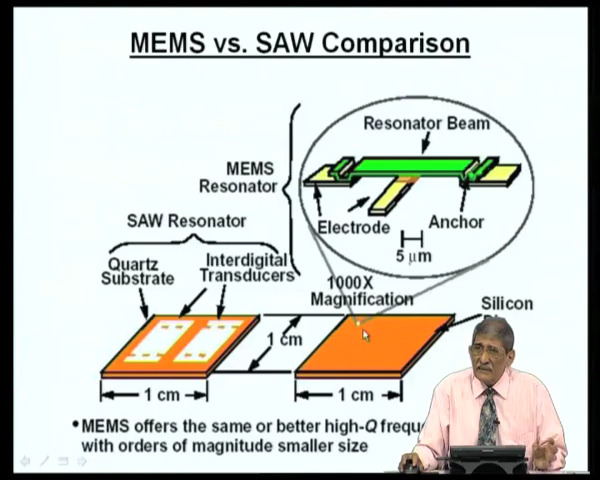 MEMS vs. SAW Comparison
Resonator Beam
MEMS
Resonator
SAW Resonator
Electrode
Anchor
5 μm
Quartz
Substrate
Interdigital
Transducers
1000X
Magnification
Silicon
1 cm
1 cm
1 cm
•MEMS offers the same or better high-Q
with orders of magnitude smaller size